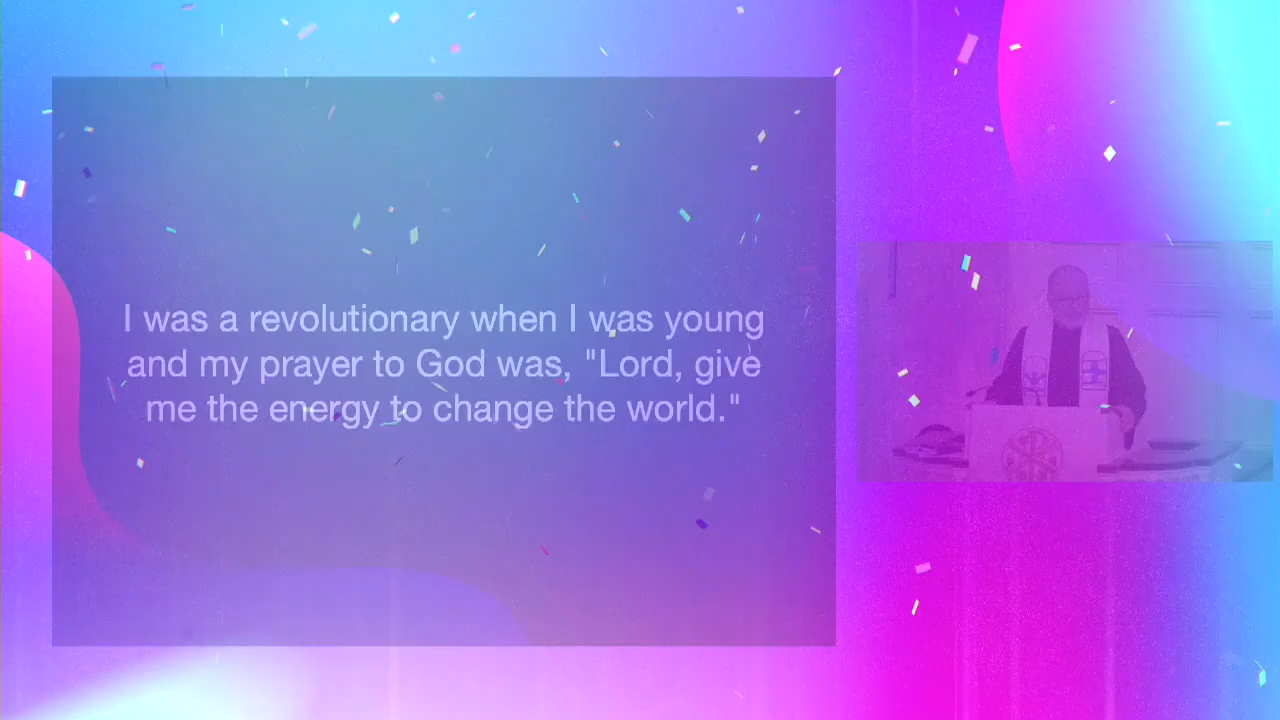 I was a revolutionary when I was young
and my prayer to God was, "Lord, give
me the energy to change the world."